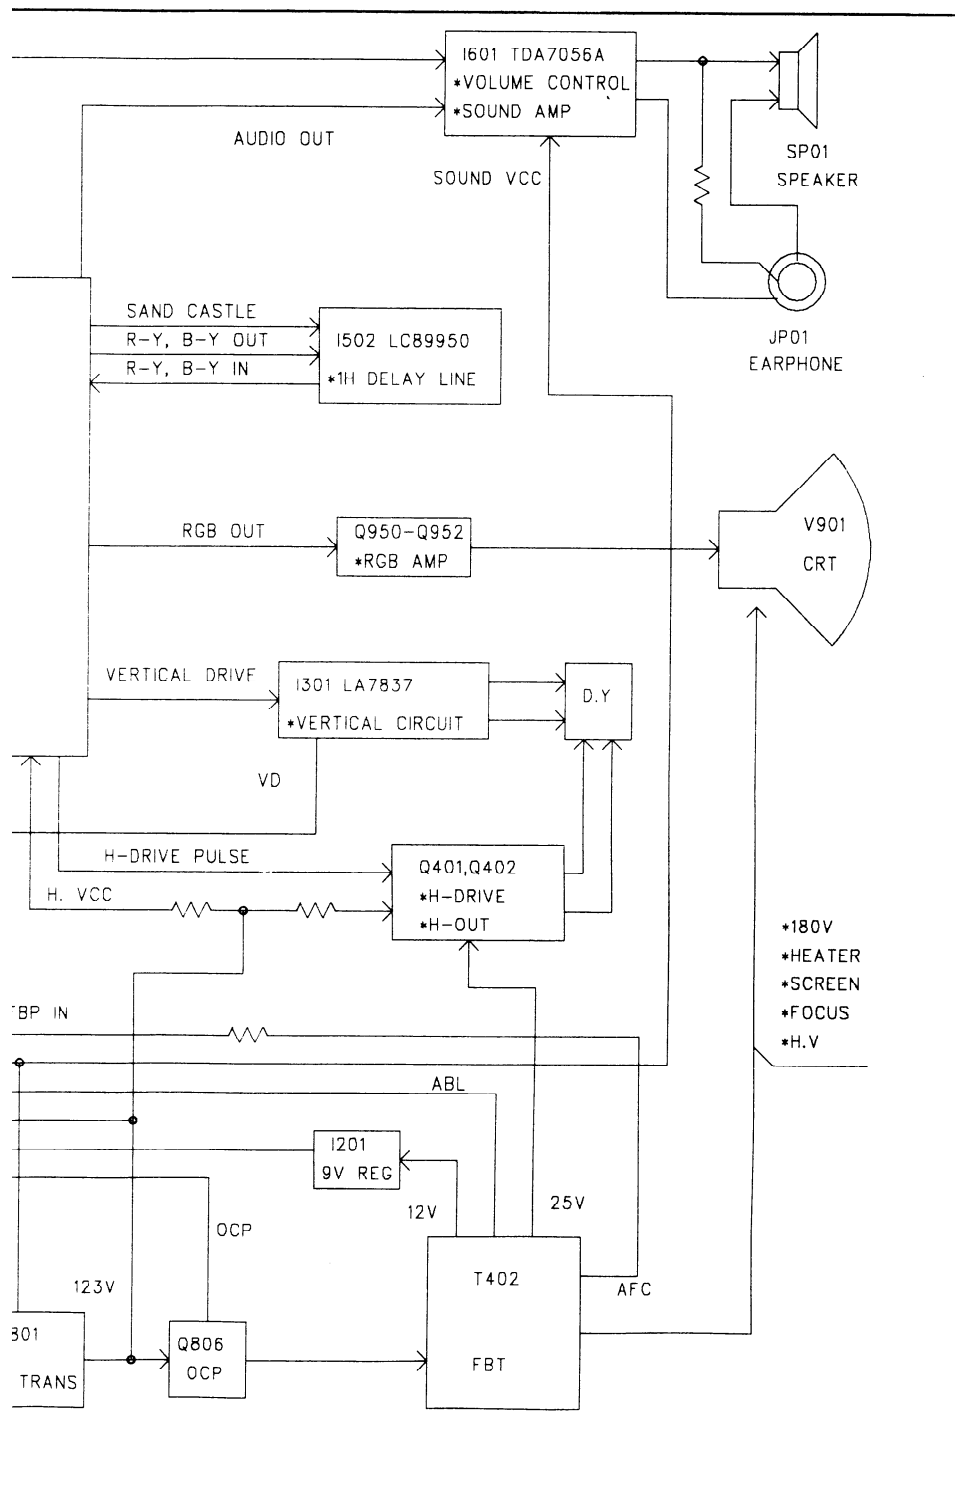 I601 TDA7056A
*VOLUME CONTROL
*SOUND AMP
AUDIO OUT
SOUND VCC
SP01
SPEAKER
JP01
EARPHONE
SAND CASTLE
R-Y, B-Y OUT
R-Y, B-Y IN
I502 LC89950
*1H DELAY LINE
RGB OUT
Q950-Q952
*RGB AMP
V901
CRT
VERTICAL DRIVE
I301 LA7837
*VERTICAL CIRCUIT
D.Y
VD
H-DRIVE PULSE
H. VCC
Q401,Q402
*H-DRIVE
*H-OUT
*180V
*HEATER
*SCREEN
*FOCUS
*H.V
FBP IN
ABL
I201
9V REG
12V
25V
OCP
123V
T402
FBT
AFC
801
TRANS
Q806
OCP